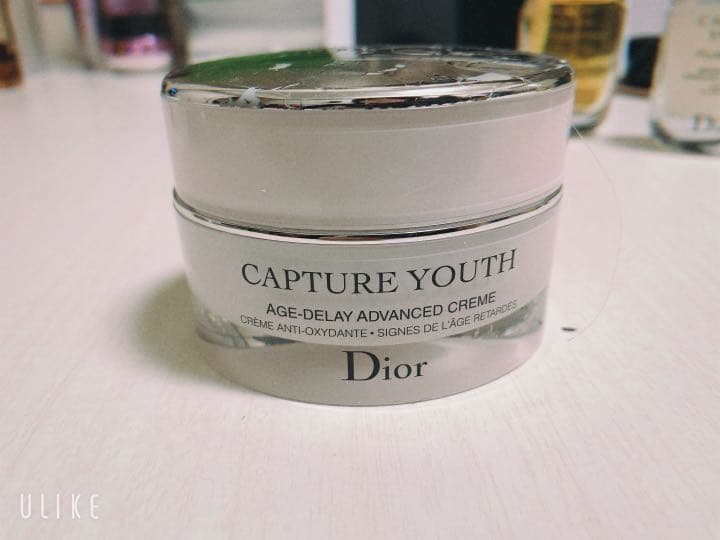 CAPTURE YOUTH
AGE-DELAY ADVANCED CREME
CRÈME ANTI-OXYDANTE • SIGNES DE L'ÂGE RETARDÉS
Dior
ULIKE